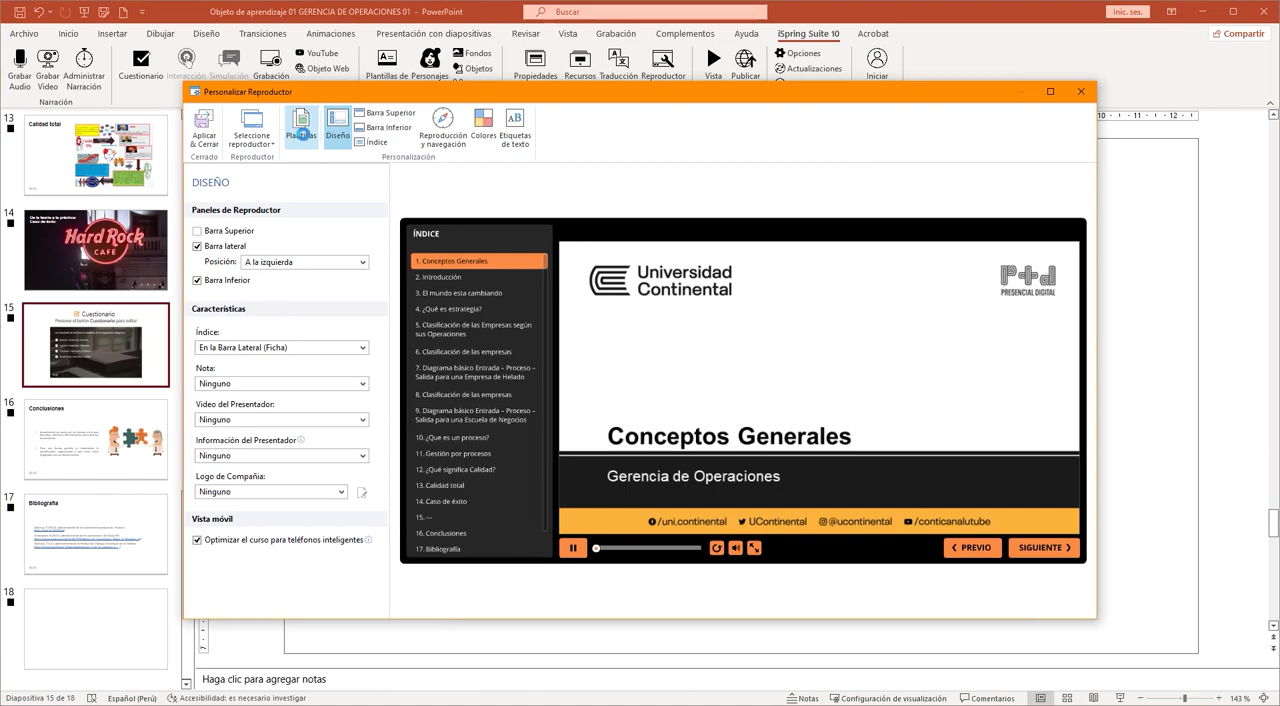 Objeto de aprendizaje 01 GERENCIA DE OPERACIONES 01 - PowerPoint
Buscar
Inic. ses.
Archivo Inicio Insertar Dibujar Diseño Transiciones Animaciones Presentación con diapositivas Revisar Vista Grabación Complementos Ayuda iSpring Suite 10 Acrobat
Compartir
Grabar Audio
Grabar Video
Administrar Narración
Narración
Cuestionario
Interacción
Simulación
Grabación
YouTube
Objeto Web
Plantillas de
Personajes
Fondos
Objetos
Propiedades
Recursos
Traducción
Reproductor
Vista
Publicar
Opciones
Actualizaciones
Iniciar
Personalizar Reproductor
Aplicar & Cerrar
Cerrado
Seleccione reproductor
Reproductor
Plantillas
Diseño
Barra Superior
Barra Inferior
Índice
Reproducción y navegación
Colores
Etiquetas de texto
Personalización
DISEÑO
Paneles de Reproductor
Barra Superior
Barra lateral
Posición: A la izquierda
Barra Inferior
Características
Índice:
En la Barra Lateral (Ficha)
Nota:
Ninguno
Video del Presentador:
Ninguno
Información del Presentador
Ninguno
Logo de Compañia:
Ninguno
Vista móvil
Optimizar el curso para teléfonos inteligentes
ÍNDICE
1. Conceptos Generales
2. Introducción
3. El mundo esta cambiando
4. ¿Qué es estrategia?
5. Clasificación de las Empresas según
sus Operaciones
6. Clasificación de las empresas
7. Diagrama básico Entrada – Proceso –
Salida para una Empresa de Helado
8. Clasificación de las empresas
9. Diagrama básico Entrada – Proceso –
Salida para una Escuela de Negocios
10. ¿Que es un proceso?
11. Gestión por procesos
12. ¿Qué significa Calidad?
13. Calidad total
14. Caso de éxito
15. ---
16. Conclusiones
17. Bibliografia
Universidad
Continental
P+d
PRESENCIAL DIGITAL
Conceptos Generales
Gerencia de Operaciones
/uni.continental UContinental @ucontinental /conticanalutube
PREVIO
SIGUIENTE
13
Calidad total
14
Hard Rock
CAFE
15
Cuestionario
Presione el botón Cuestionario para editar
16
Conclusiones
17
Bibliografia
18
10 11 12
Haga clic para agregar notas
Diapositiva 15 de 18 Español (Perú) Accesibilidad: es necesario investigar
Notas Configuración de visualización Comentarios 143 %